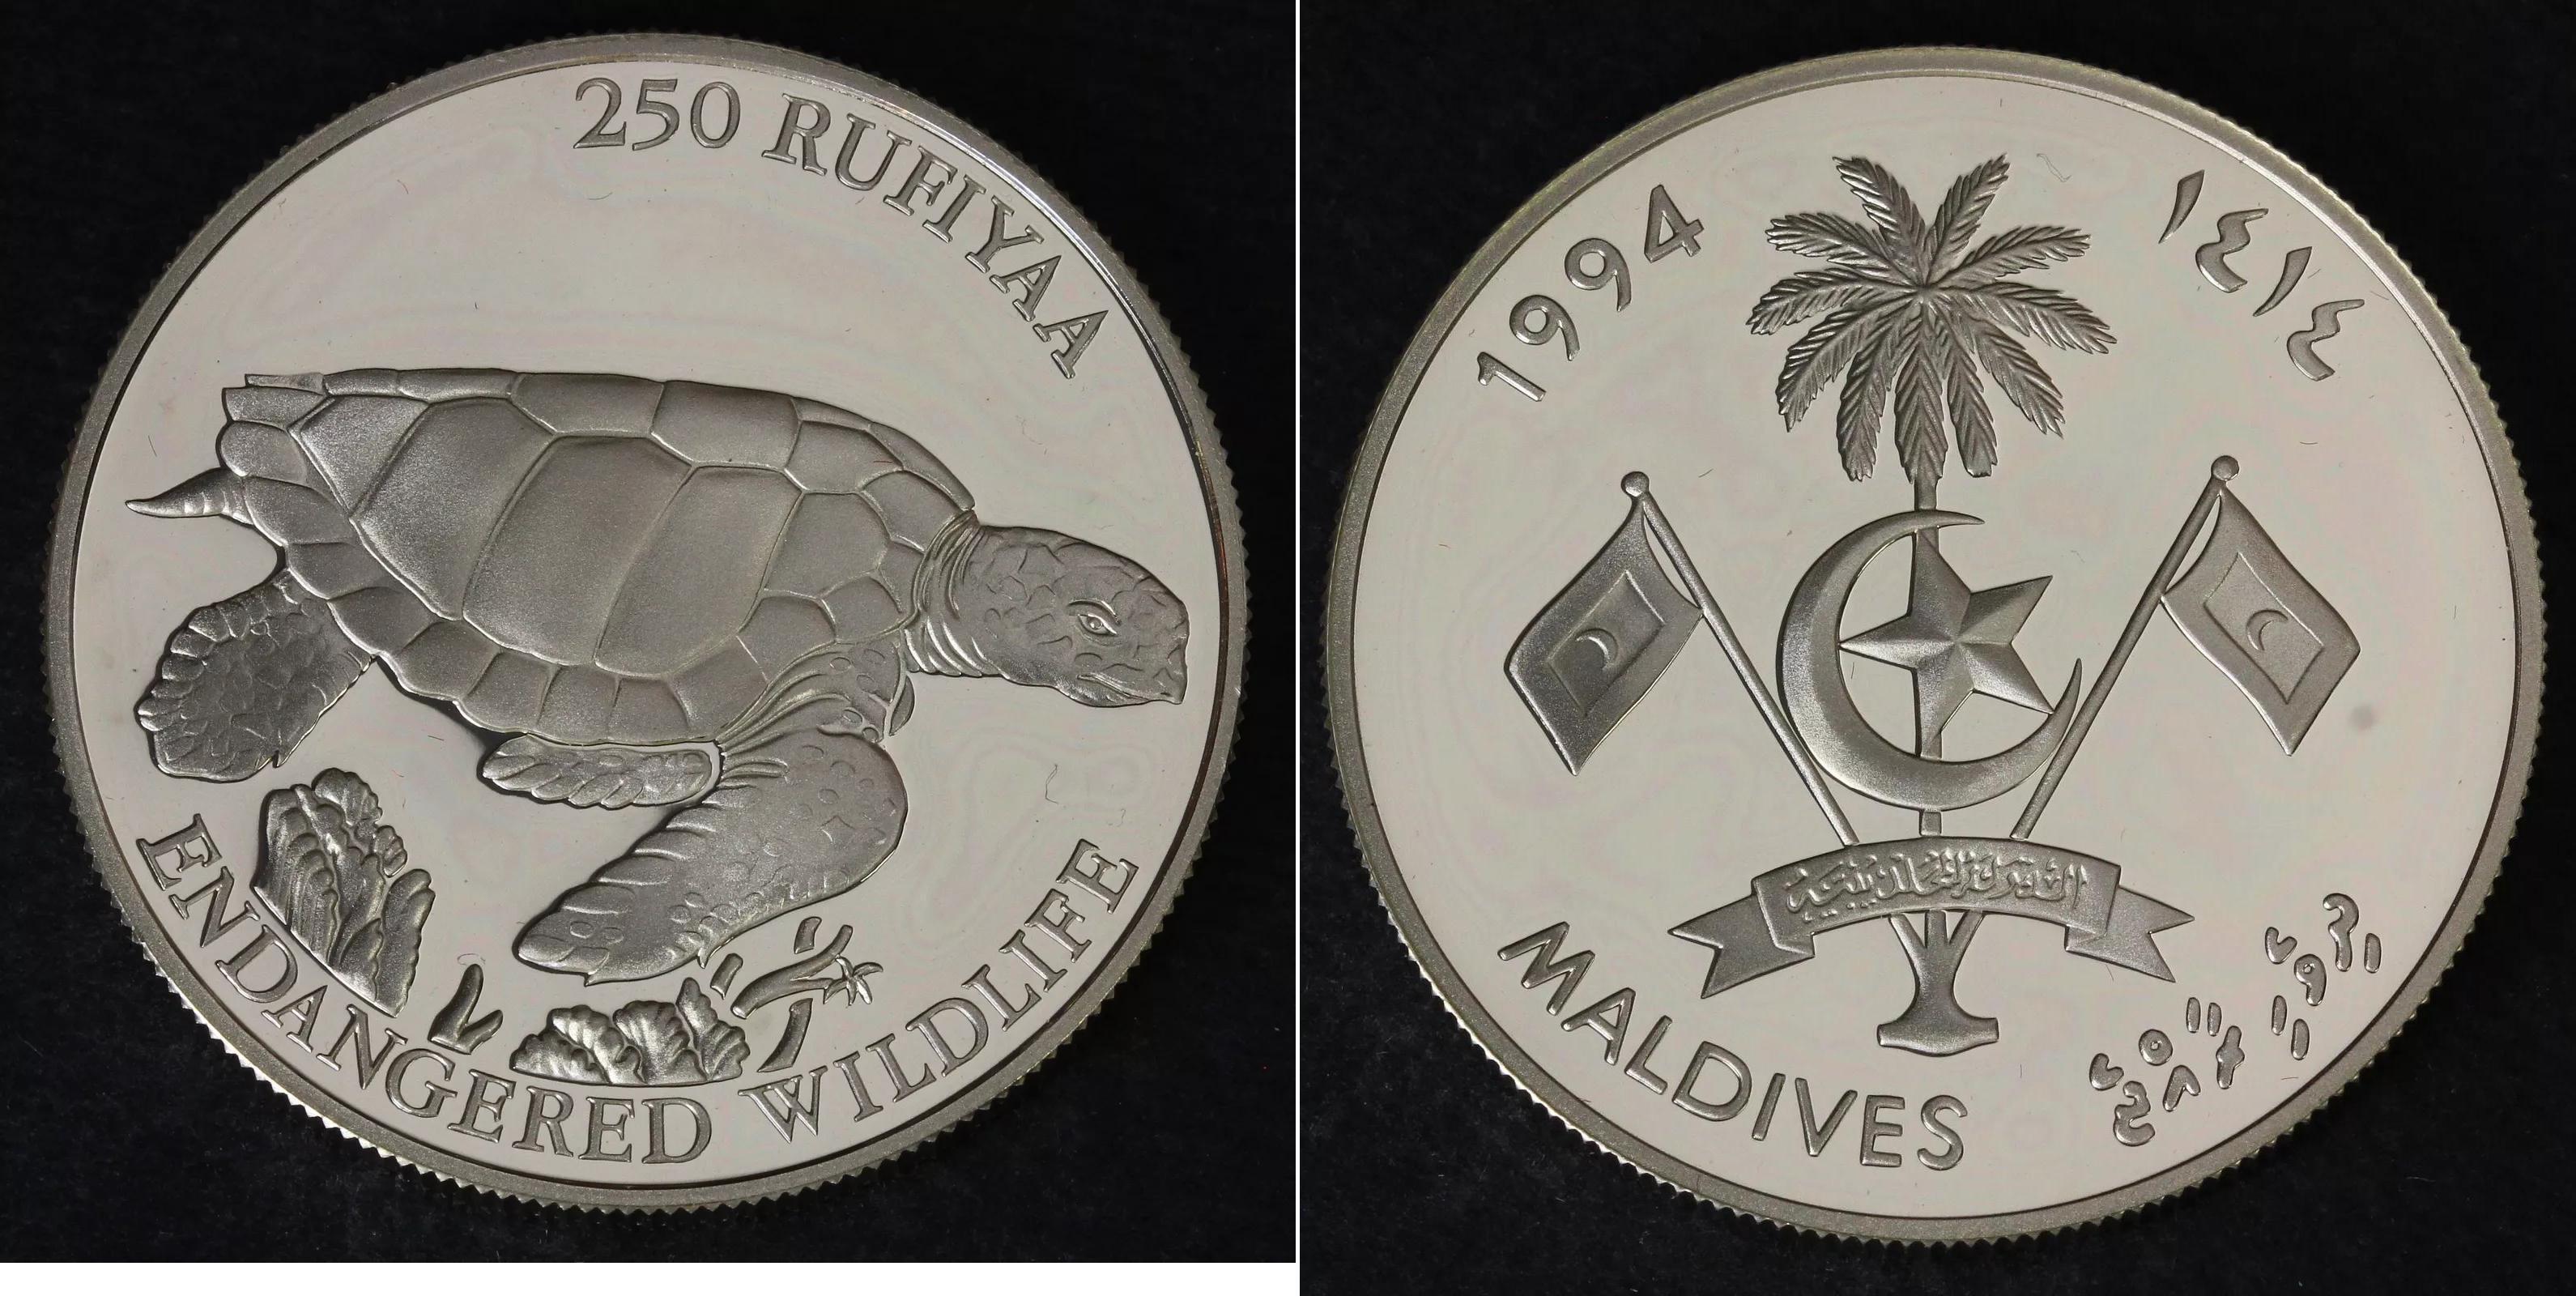 250 RUFIYAA
ENDANGERED WILDLIFE
1994
١٤١٤
MALDIVES